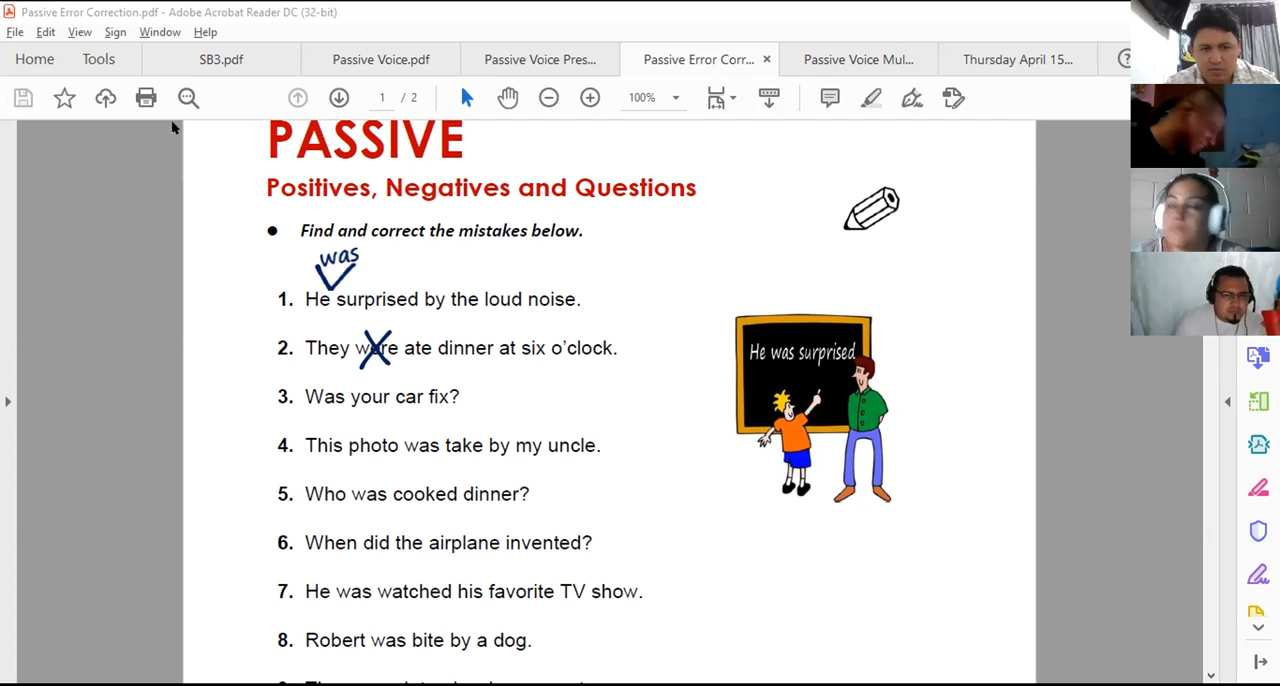 Passive Error Correction.pdf - Adobe Acrobat Reader DC (32-bit)
File Edit View Sign Window Help
Home Tools SB3.pdf Passive Voice.pdf Passive Voice Pres... Passive Error Corr... × Passive Voice Mul... Thursday April 15... ?
1 / 2 100%
PASSIVE
Positives, Negatives and Questions
● Find and correct the mistakes below.
was
1. He surprised by the loud noise.
2. They were ate dinner at six o'clock.
He was surprised
3. Was your car fix?
4. This photo was take by my uncle.
5. Who was cooked dinner?
6. When did the airplane invented?
7. He was watched his favorite TV show.
8. Robert was bite by a dog.